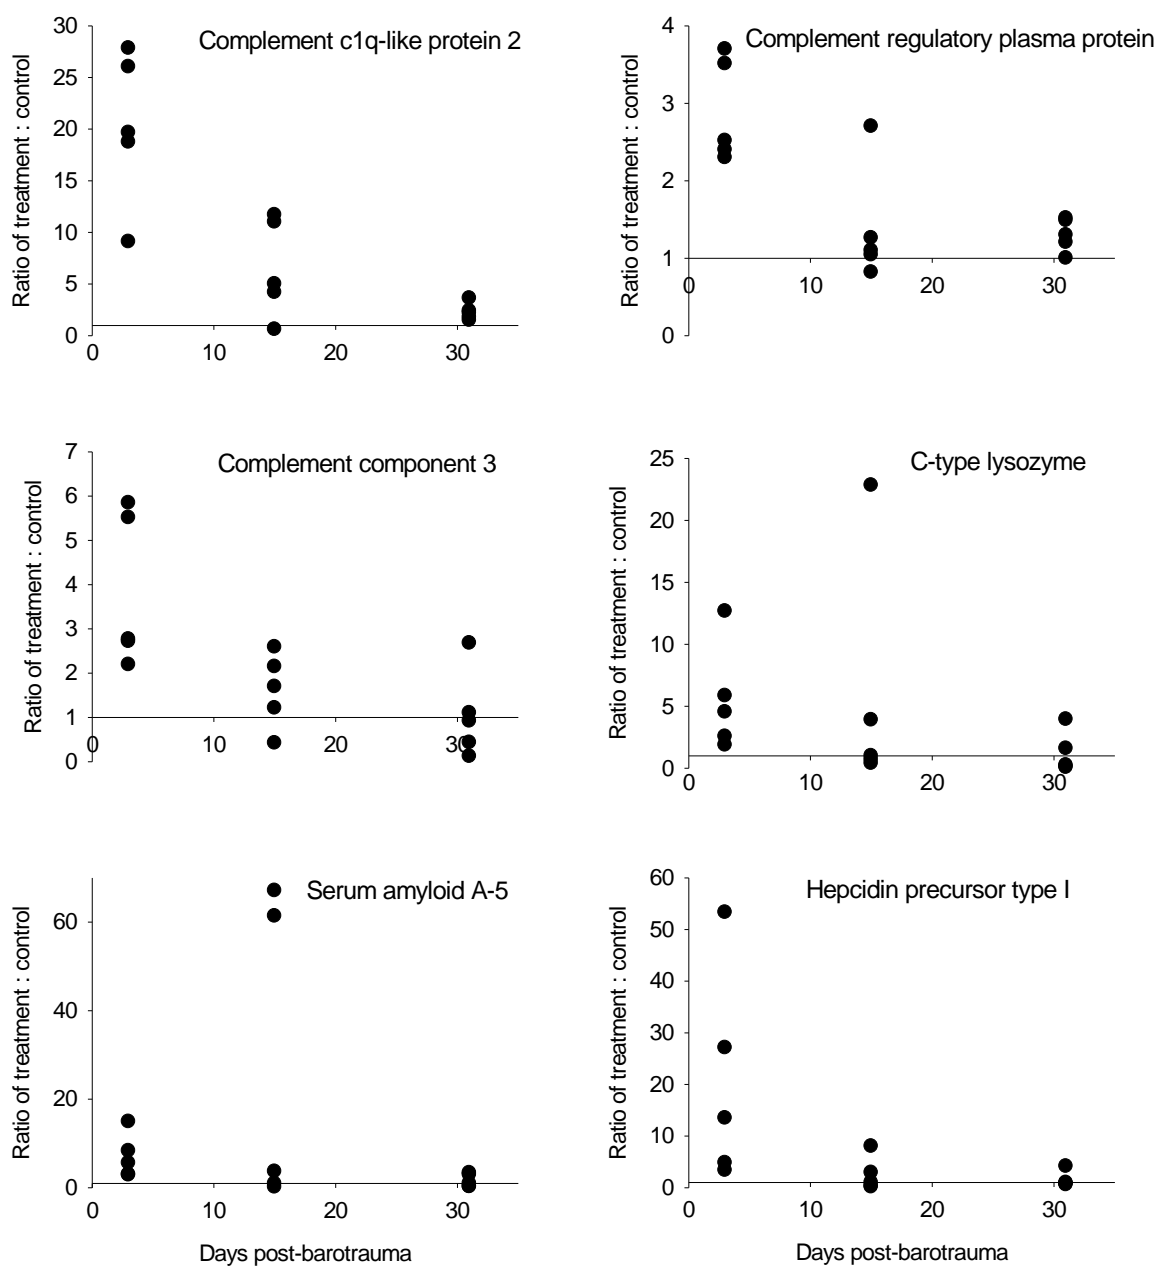 Complement c1q-like protein 2
Ratio of treatment : control
30
25
20
15
10
5
0
0 10 20 30
Complement regulatory plasma protein
Ratio of treatment : control
4
3
2
1
0
0 10 20 30
Complement component 3
Ratio of treatment : control
7
6
5
4
3
2
1
0
0 10 20 30
C-type lysozyme
Ratio of treatment : control
25
20
15
10
5
0
0 10 20 30
Serum amyloid A-5
Ratio of treatment : control
60
40
20
0
0 10 20 30
Days post-barotrauma
Hepcidin precursor type I
Ratio of treatment : control
60
50
40
30
20
10
0
0 10 20 30
Days post-barotrauma